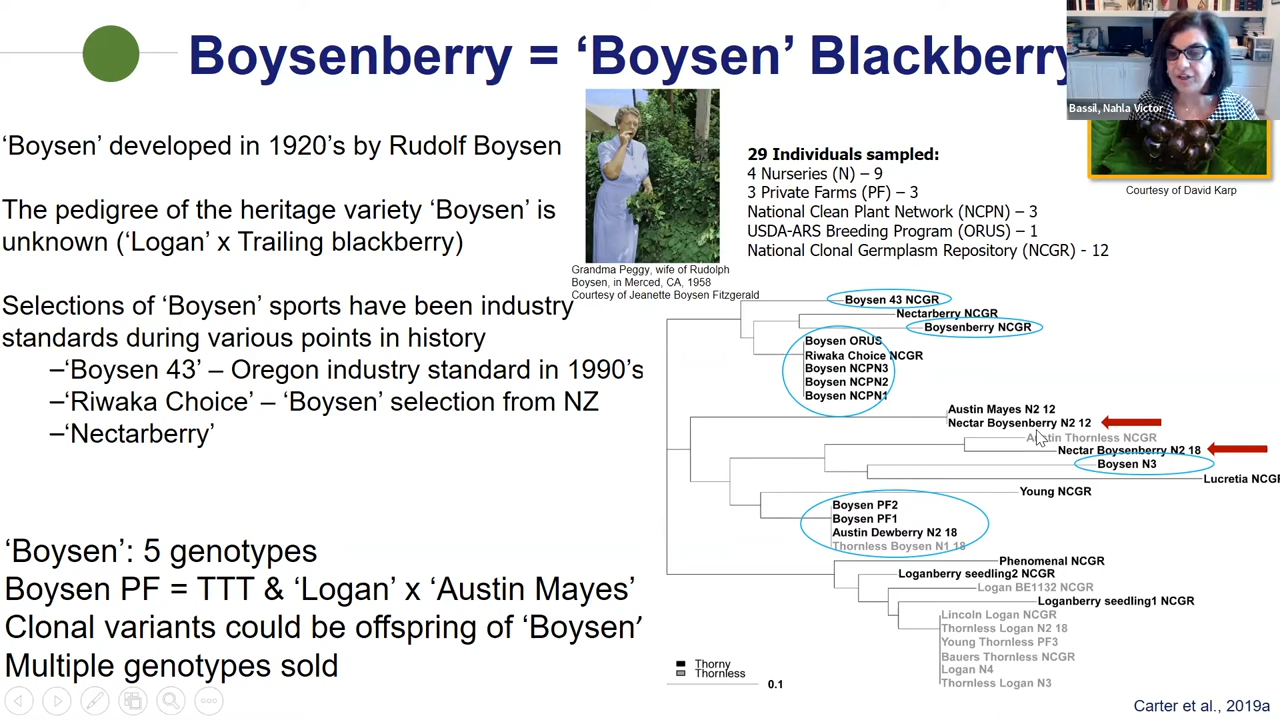 Boysenberry = ‘Boysen’ Blackberry
Bassil, Nahla Victor
‘Boysen’ developed in 1920’s by Rudolf Boysen
The pedigree of the heritage variety ‘Boysen’ is
unknown (‘Logan’ x Trailing blackberry)
Selections of ‘Boysen’ sports have been industry
standards during various points in history
–‘Boysen 43’ – Oregon industry standard in 1990’s
–‘Riwaka Choice’ – ‘Boysen’ selection from NZ
–‘Nectarberry’
‘Boysen’: 5 genotypes
Boysen PF = TTT & ‘Logan’ x ‘Austin Mayes’
Clonal variants could be offspring of ‘Boysen’
Multiple genotypes sold
Grandma Peggy, wife of Rudolph
Boysen, in Merced, CA, 1958
Courtesy of Jeanette Boysen Fitzgerald
29 Individuals sampled:
4 Nurseries (N) – 9
3 Private Farms (PF) – 3
National Clean Plant Network (NCPN) – 3
USDA-ARS Breeding Program (ORUS) – 1
National Clonal Germplasm Repository (NCGR) - 12
Courtesy of David Karp
Boysen 43 NCGR
Nectarberry NCGR
Boysenberry NCGR
Boysen ORUS
Riwaka Choice NCGR
Boysen NCPN3
Boysen NCPN2
Boysen NCPN1
Austin Mayes N2 12
Nectar Boysenberry N2 12
Austin Thornless NCGR
Nectar Boysenberry N2 18
Boysen N3
Lucretia NCGR
Young NCGR
Boysen PF2
Boysen PF1
Austin Dewberry N2 18
Thornless Boysen N1 18
Phenomenal NCGR
Loganberry seedling2 NCGR
Logan BE1132 NCGR
Loganberry seedling1 NCGR
Lincoln Logan NCGR
Thornless Logan N2 18
Young Thornless PF3
Bauers Thornless NCGR
Logan N4
Thornless Logan N3
Thorny
Thornless
0.1
Carter et al., 2019a